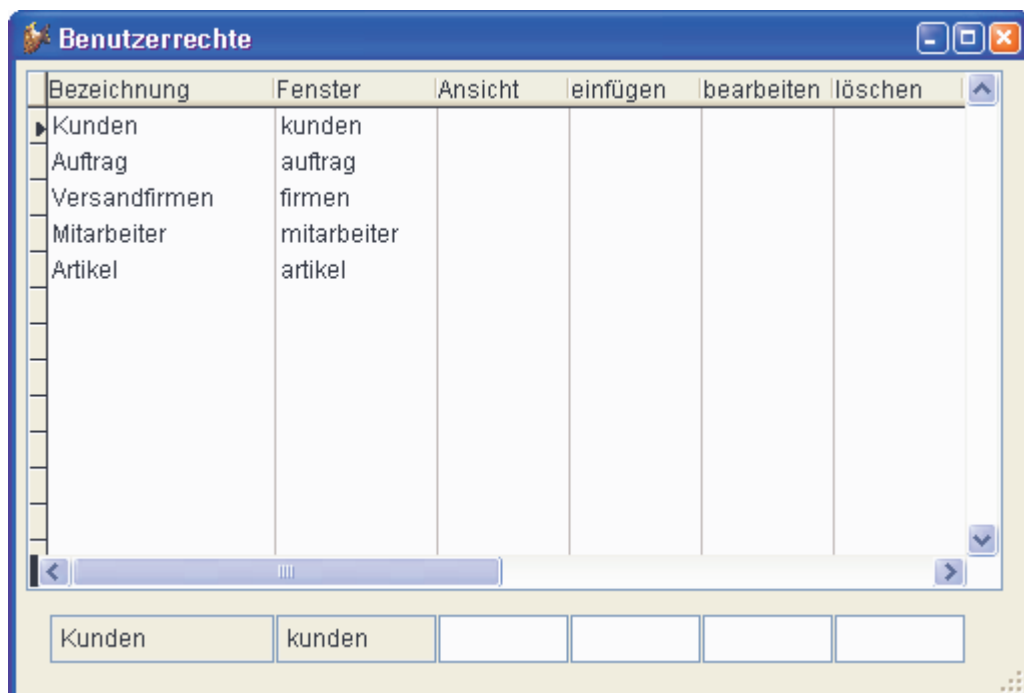 Benutzerrechte
Bezeichnung Fenster Ansicht einfügen bearbeiten löschen
Kunden kunden
Auftrag auftrag
Versandfirmen firmen
Mitarbeiter mitarbeiter
Artikel artikel
Kunden kunden